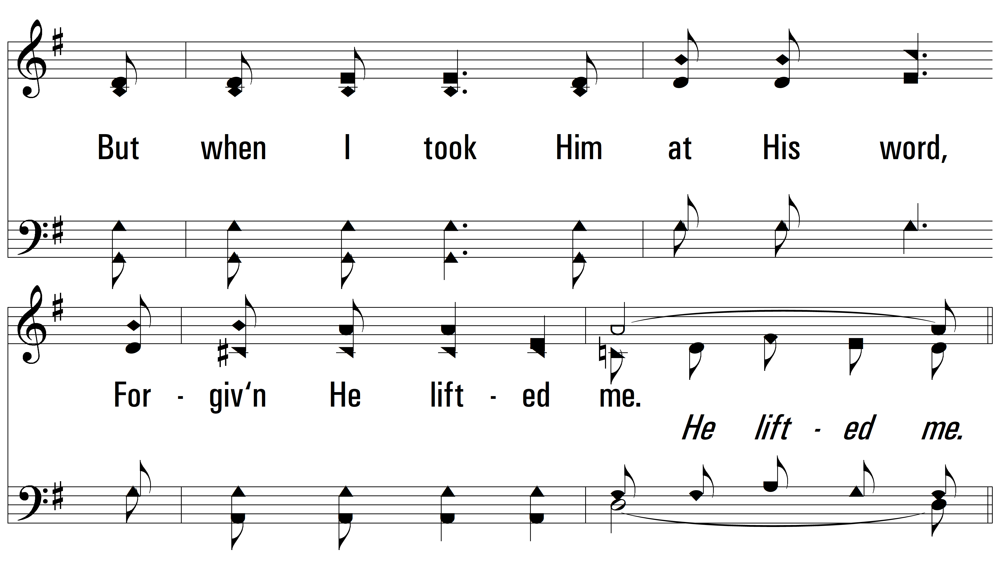 But when I took Him at His word,
For - giv‘n He lift - ed me.
He lift - ed me.